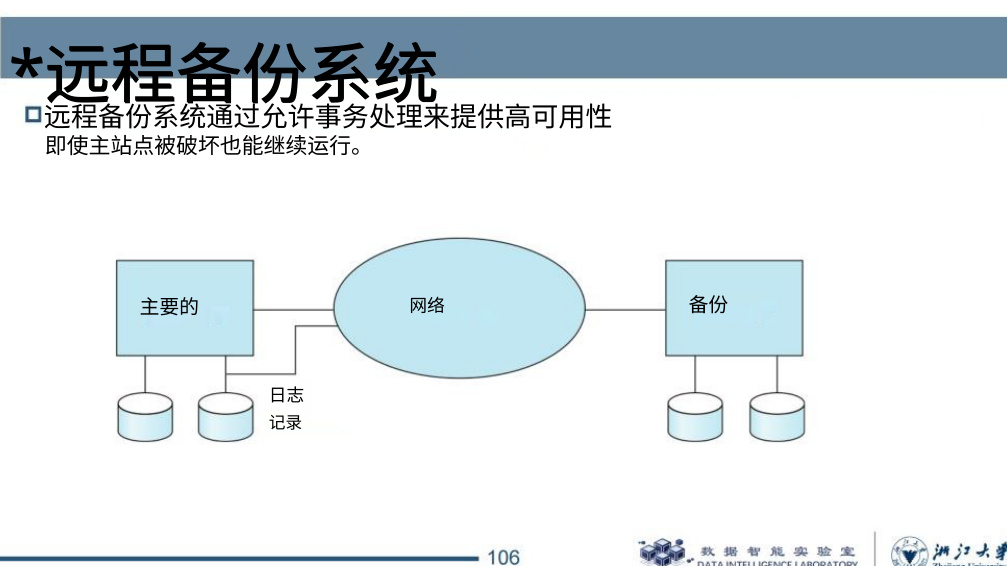 *远程备份系统
远程备份系统通过允许事务处理来提供高可用性
即使主站点被破坏也能继续运行。
主要的
网络
备份
日志
记录
106
数据智能实验室
DATA INTELLIGENCE LABORATORY
浙江大学
Zhejiang University